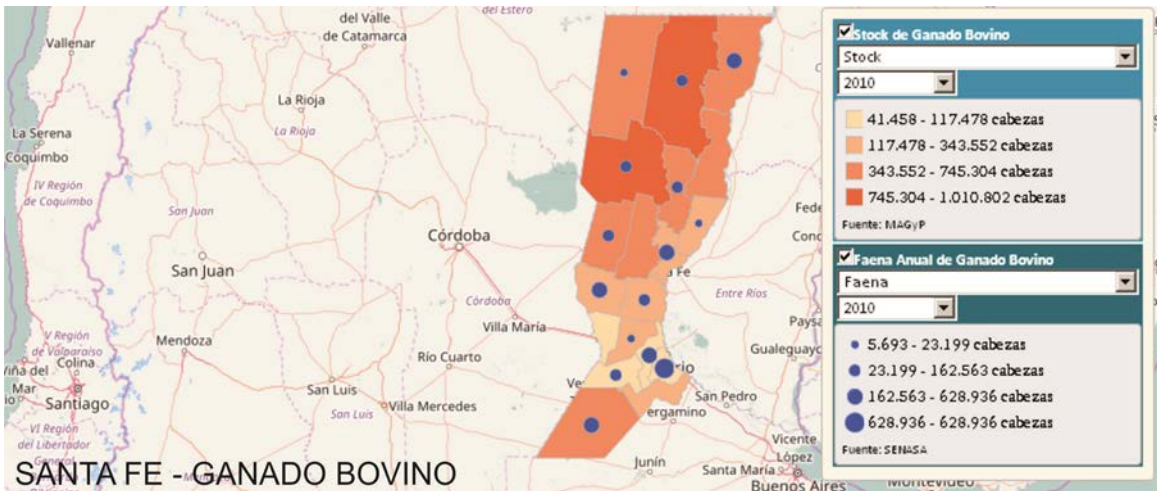 del Estero
del Valle
de Catamarca
Vallenar
La Rioja
La Rioja
La Serena
Coquimbo
IV Región
de Coquimbo
San Juan
Córdoba
San Juan
Fe
Entre Ríos
Córdoba
Villa María
V Región
de Valparaíso
Mendoza
Colina
Viña del
Mar
Río Cuarto
Gualeguay
San Luis
Villa Mercedes
San Luis
San Pedro
Santiago
ergamino
VI Región
del Libertador
General
Vicente
López
Junín
Santa María
Buenos Aires
Montevideo
SANTA FE - GANADO BOVINO
Stock de Ganado Bovino
Stock
2010
41.458 - 117.478 cabezas
117.478 - 343.552 cabezas
343.552 - 745.304 cabezas
745.304 - 1.010.802 cabezas
Fuente: MAGyP
Faena Anual de Ganado Bovino
Faena
2010
5.693 - 23.199 cabezas
23.199 - 162.563 cabezas
162.563 - 628.936 cabezas
628.936 - 628.936 cabezas
Fuente: SENASA